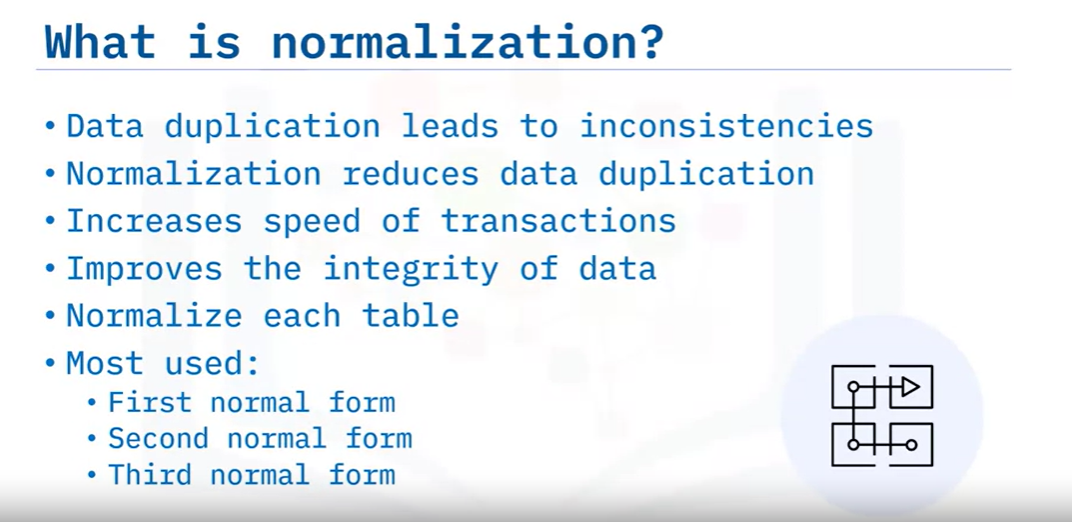 What is normalization?
• Data duplication leads to inconsistencies
• Normalization reduces data duplication
• Increases speed of transactions
• Improves the integrity of data
• Normalize each table
• Most used:
• First normal form
• Second normal form
• Third normal form